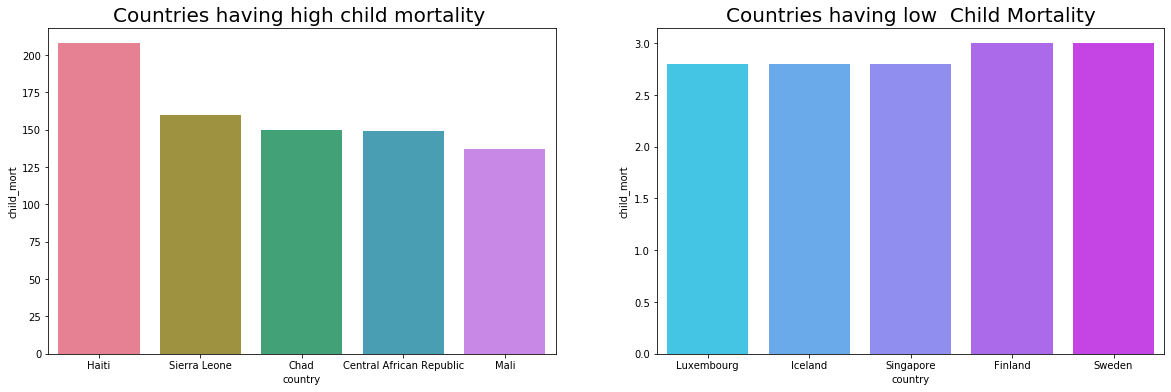 Countries having high child mortality
200
175
150
125
100
75
50
25
0
child_mort
Haiti
Sierra Leone
Chad
Central African Republic
Mali
country
Countries having low  Child Mortality
3.0
2.5
2.0
1.5
1.0
0.5
0.0
child_mort
Luxembourg
Iceland
Singapore
Finland
Sweden
country